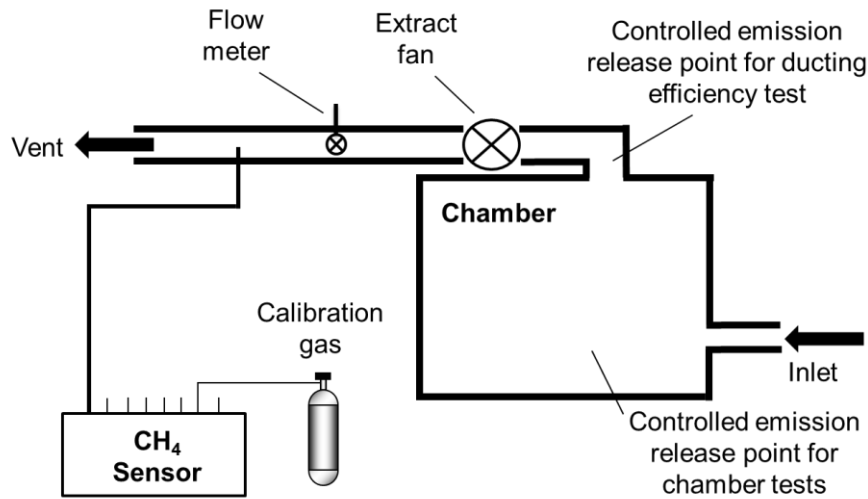 Flow
meter
Extract
fan
Controlled emission
release point for ducting
efficiency test
Vent
Chamber
Calibration
gas
Inlet
CH₄
Sensor
Controlled emission
release point for
chamber tests